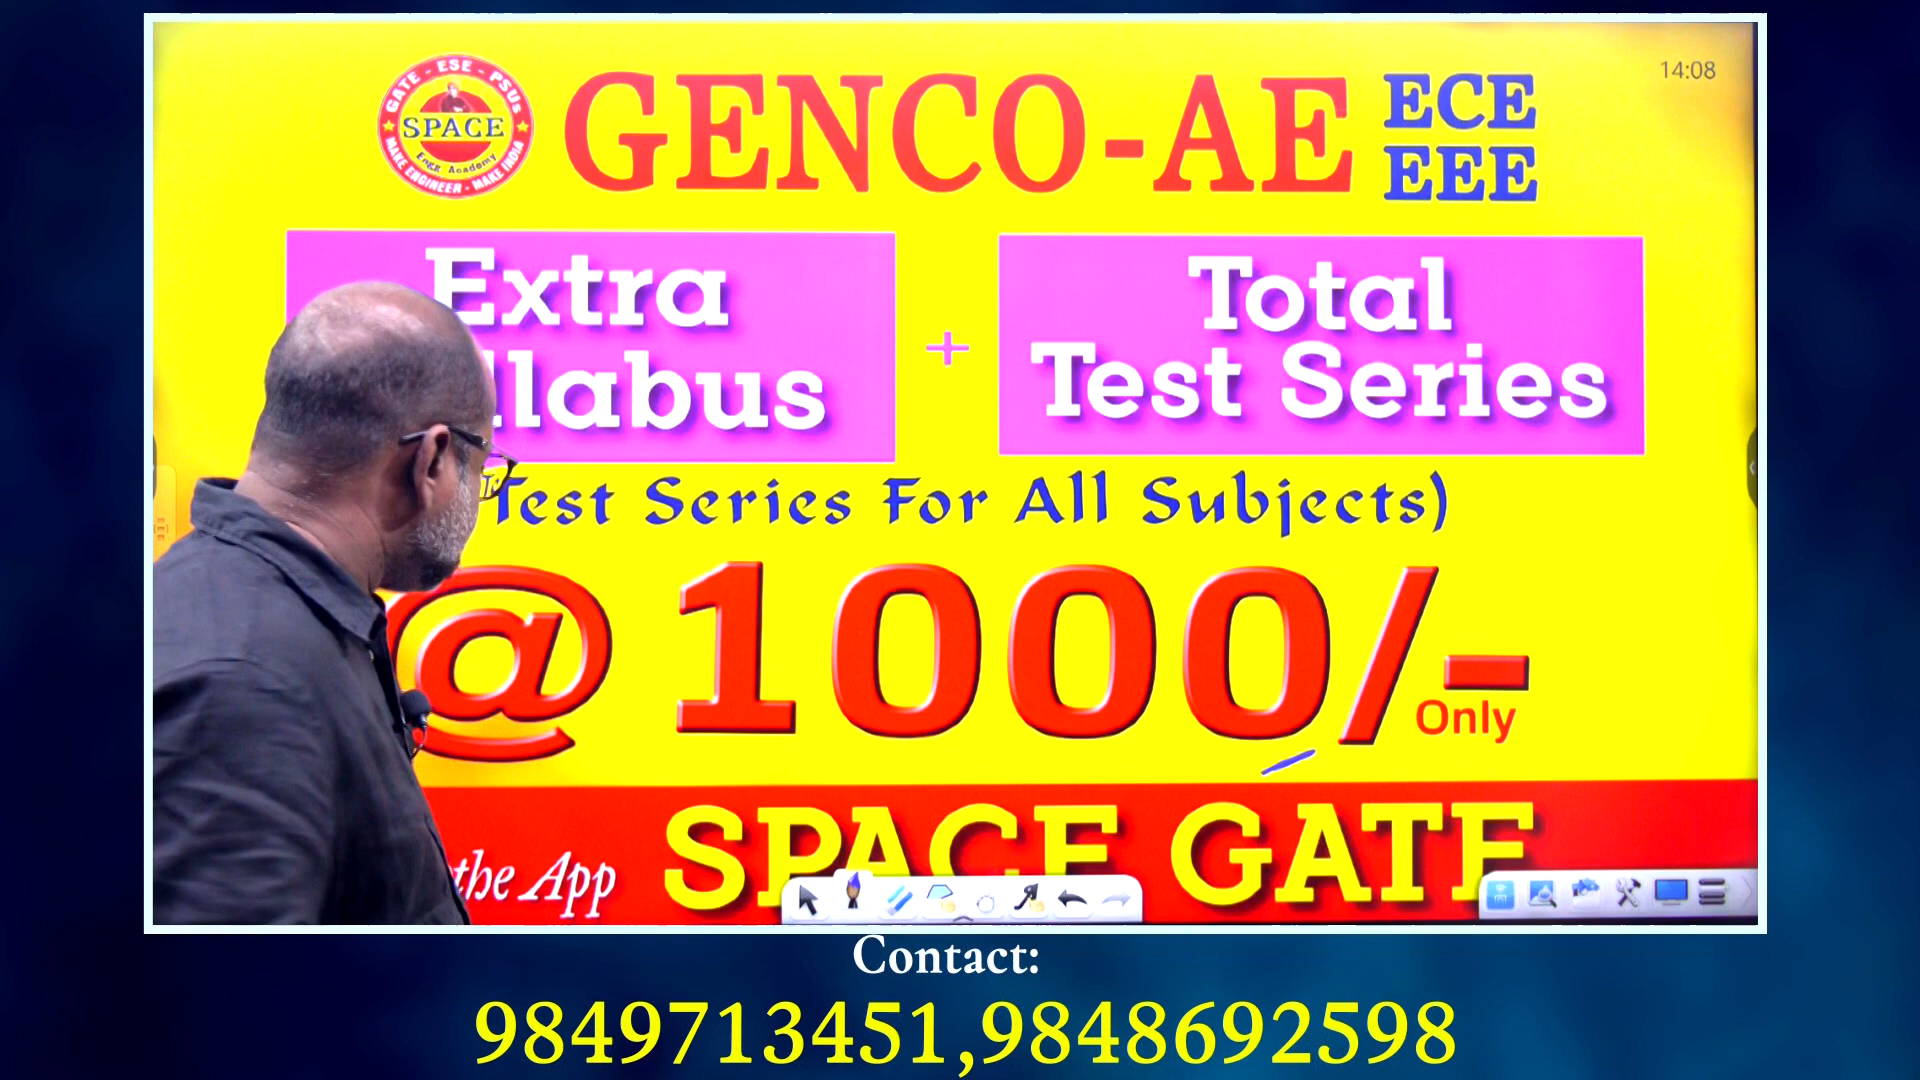 14:08
GATE - ESE - PSUs
SPACE
Engg Academy
MAKE ENGINEER - MAKE INDIA
GENCO-AE
ECE
EEE
Extra
llabus
+
Total
Test Series
Test Series For All Subjects)
@ 1000/-
Only
the App
SPACE GATE
Contact:
9849713451,9848692598